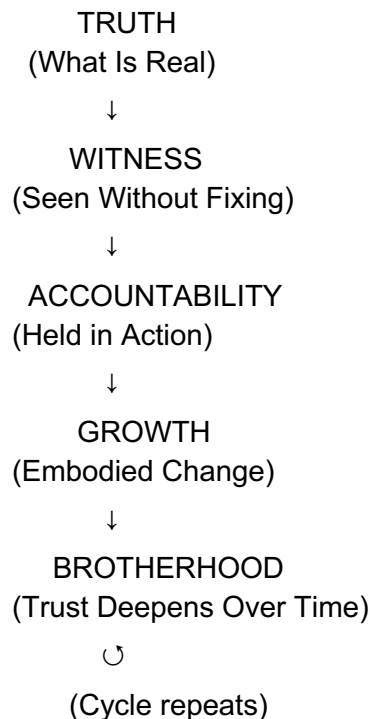 TRUTH
(What Is Real)
↓
WITNESS
(Seen Without Fixing)
↓
ACCOUNTABILITY
(Held in Action)
↓
GROWTH
(Embodied Change)
↓
BROTHERHOOD
(Trust Deepens Over Time)
↺
(Cycle repeats)